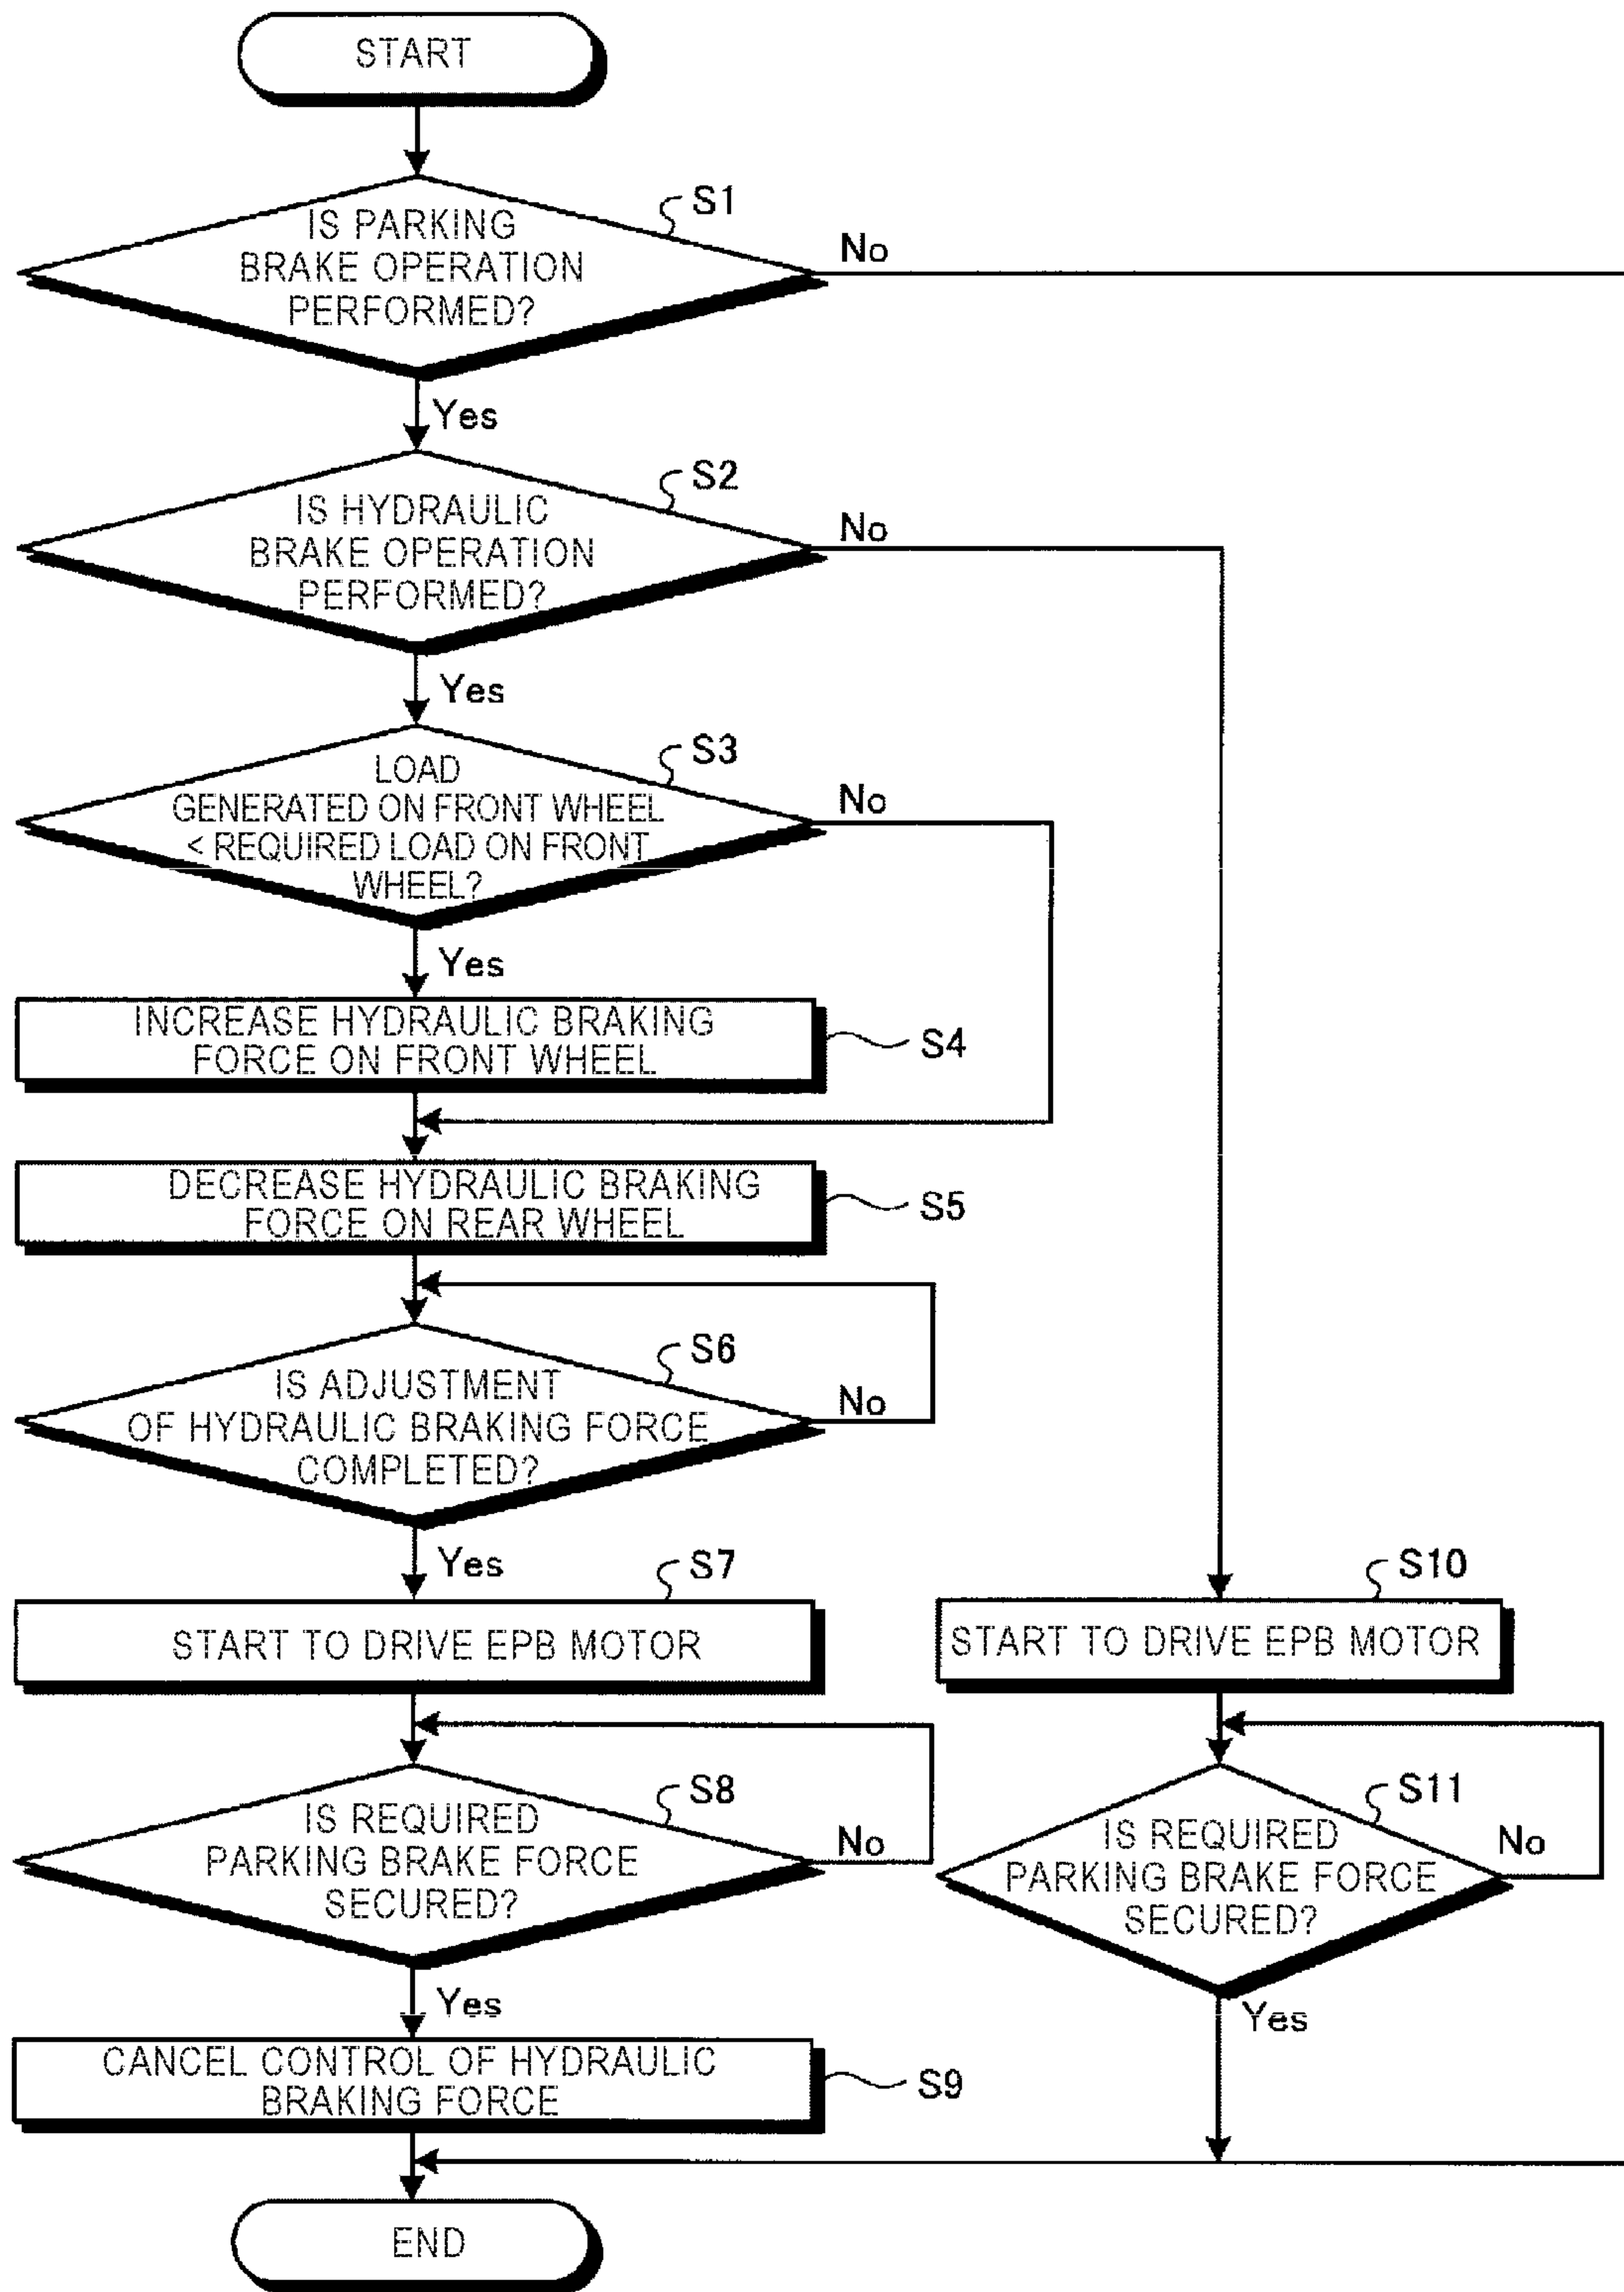 START
S1
IS PARKING
BRAKE OPERATION
PERFORMED?
No
Yes
S2
IS HYDRAULIC
BRAKE OPERATION
PERFORMED?
No
Yes
S3
LOAD
GENERATED ON FRONT WHEEL
< REQUIRED LOAD ON FRONT
WHEEL?
No
Yes
INCREASE HYDRAULIC BRAKING
FORCE ON FRONT WHEEL
S4
DECREASE HYDRAULIC BRAKING
FORCE ON REAR WHEEL
S5
S6
IS ADJUSTMENT
OF HYDRAULIC BRAKING FORCE
COMPLETED?
No
Yes
S7
START TO DRIVE EPB MOTOR
S8
IS REQUIRED
PARKING BRAKE FORCE
SECURED?
No
Yes
CANCEL CONTROL OF HYDRAULIC
BRAKING FORCE
S9
S10
START TO DRIVE EPB MOTOR
S11
IS REQUIRED
PARKING BRAKE FORCE
SECURED?
No
Yes
END